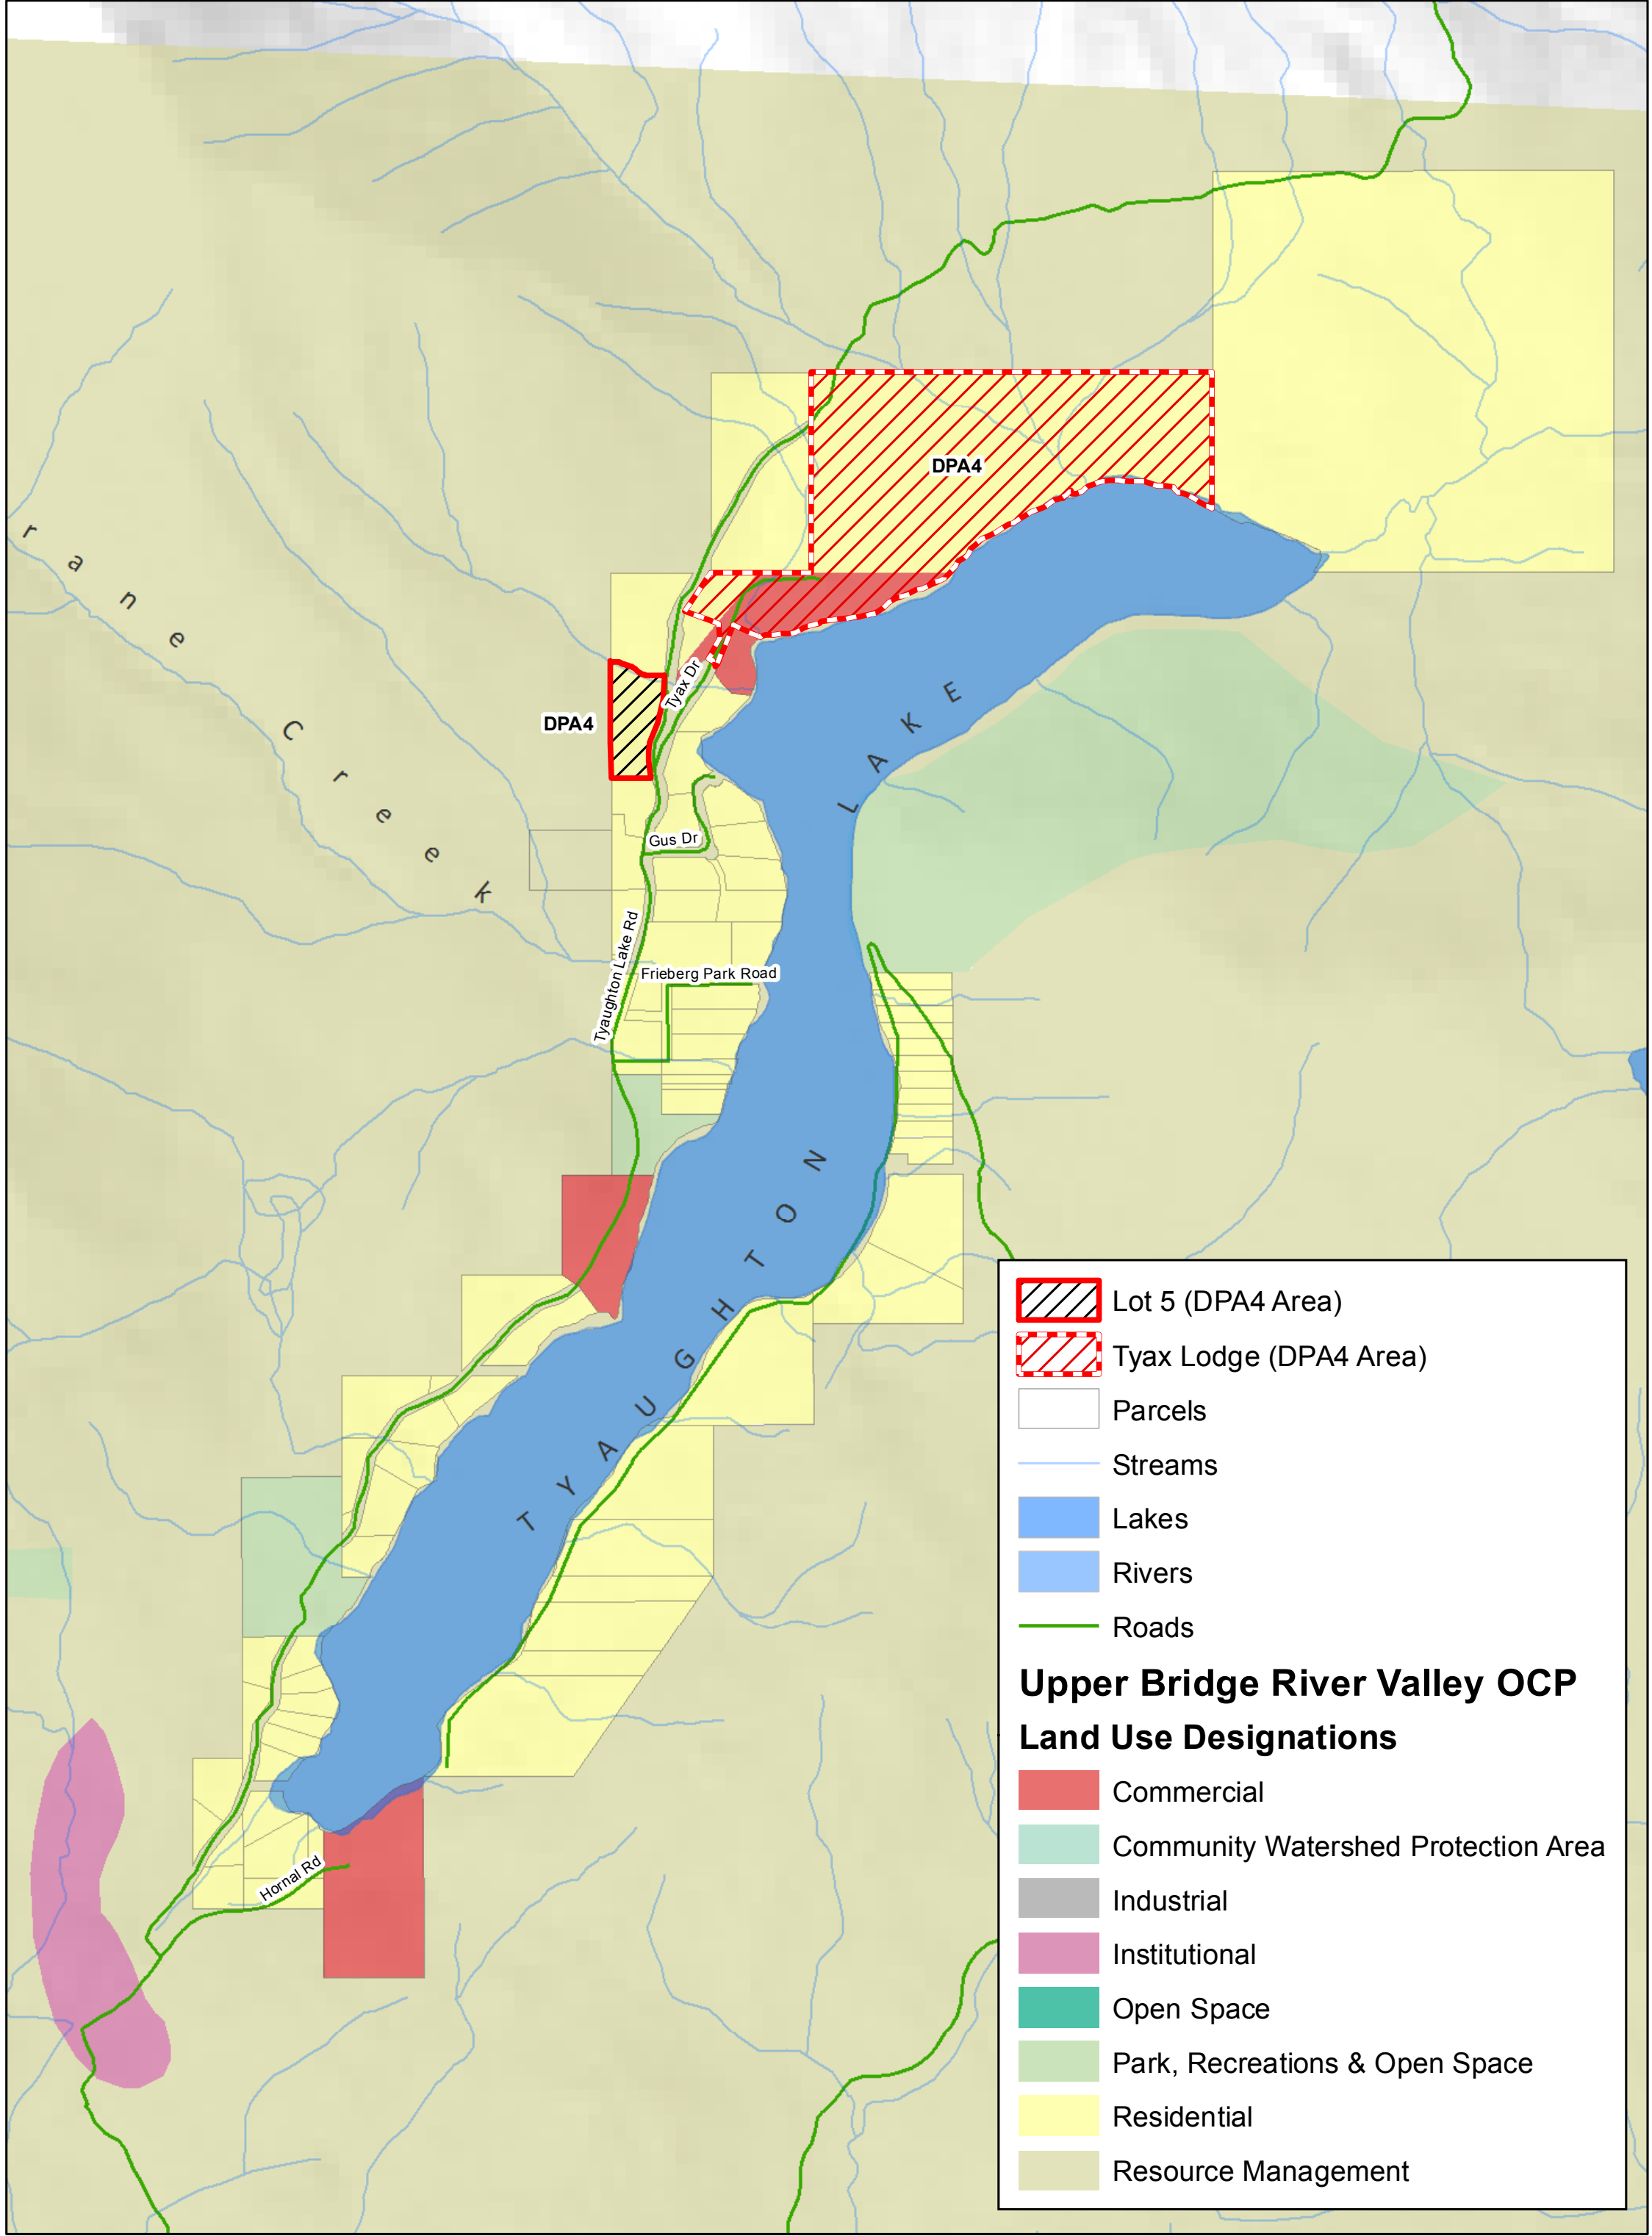 DPA4
rane Creek
DPA4
Tyax Dr
LAKE
Gus Dr
Tyaughton Lake Rd
Frieberg Park Road
TYAUGHTON
Hornal Rd
Lot 5 (DPA4 Area)
Tyax Lodge (DPA4 Area)
Parcels
Streams
Lakes
Rivers
Roads
Upper Bridge River Valley OCP
Land Use Designations
Commercial
Community Watershed Protection Area
Industrial
Institutional
Open Space
Park, Recreations & Open Space
Residential
Resource Management